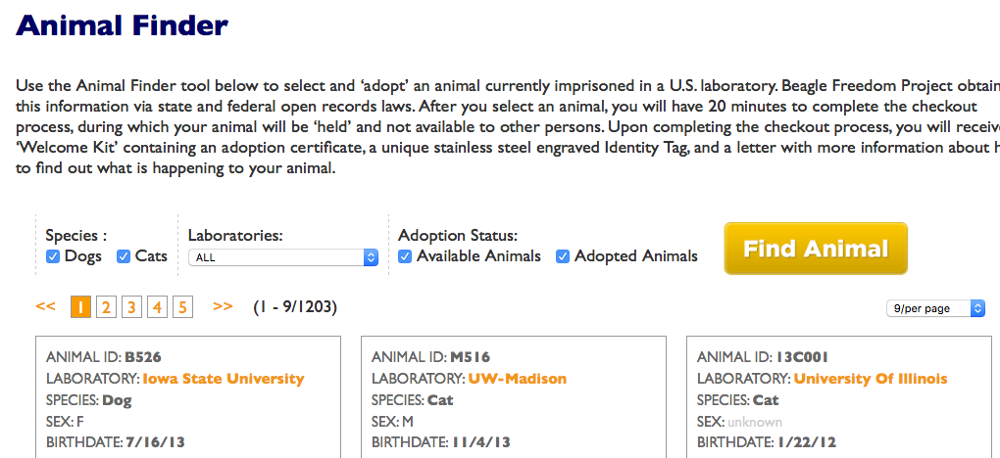 Animal Finder
Use the Animal Finder tool below to select and ‘adopt’ an animal currently imprisoned in a U.S. laboratory. Beagle Freedom Project
this information via state and federal open records laws. After you select an animal, you will have 20 minutes to complete the checkout
process, during which your animal will be ‘held’ and not available to other persons. Upon completing the checkout process, you will
‘Welcome Kit’ containing an adoption certificate, a unique stainless steel engraved Identity Tag, and a letter with more information about
to find out what is happening to your animal.
Species : Laboratories: Adoption Status:
Dogs Cats ALL Available Animals Adopted Animals Find Animal
<< 1 2 3 4 5 >> (1 - 9/1203) 9/per page
ANIMAL ID: B526
LABORATORY: Iowa State University
SPECIES: Dog
SEX: F
BIRTHDATE: 7/16/13
ANIMAL ID: M516
LABORATORY: UW-Madison
SPECIES: Cat
SEX: M
BIRTHDATE: 11/4/13
ANIMAL ID: 13C001
LABORATORY: University Of Illinois
SPECIES: Cat
SEX: unknown
BIRTHDATE: 1/22/12